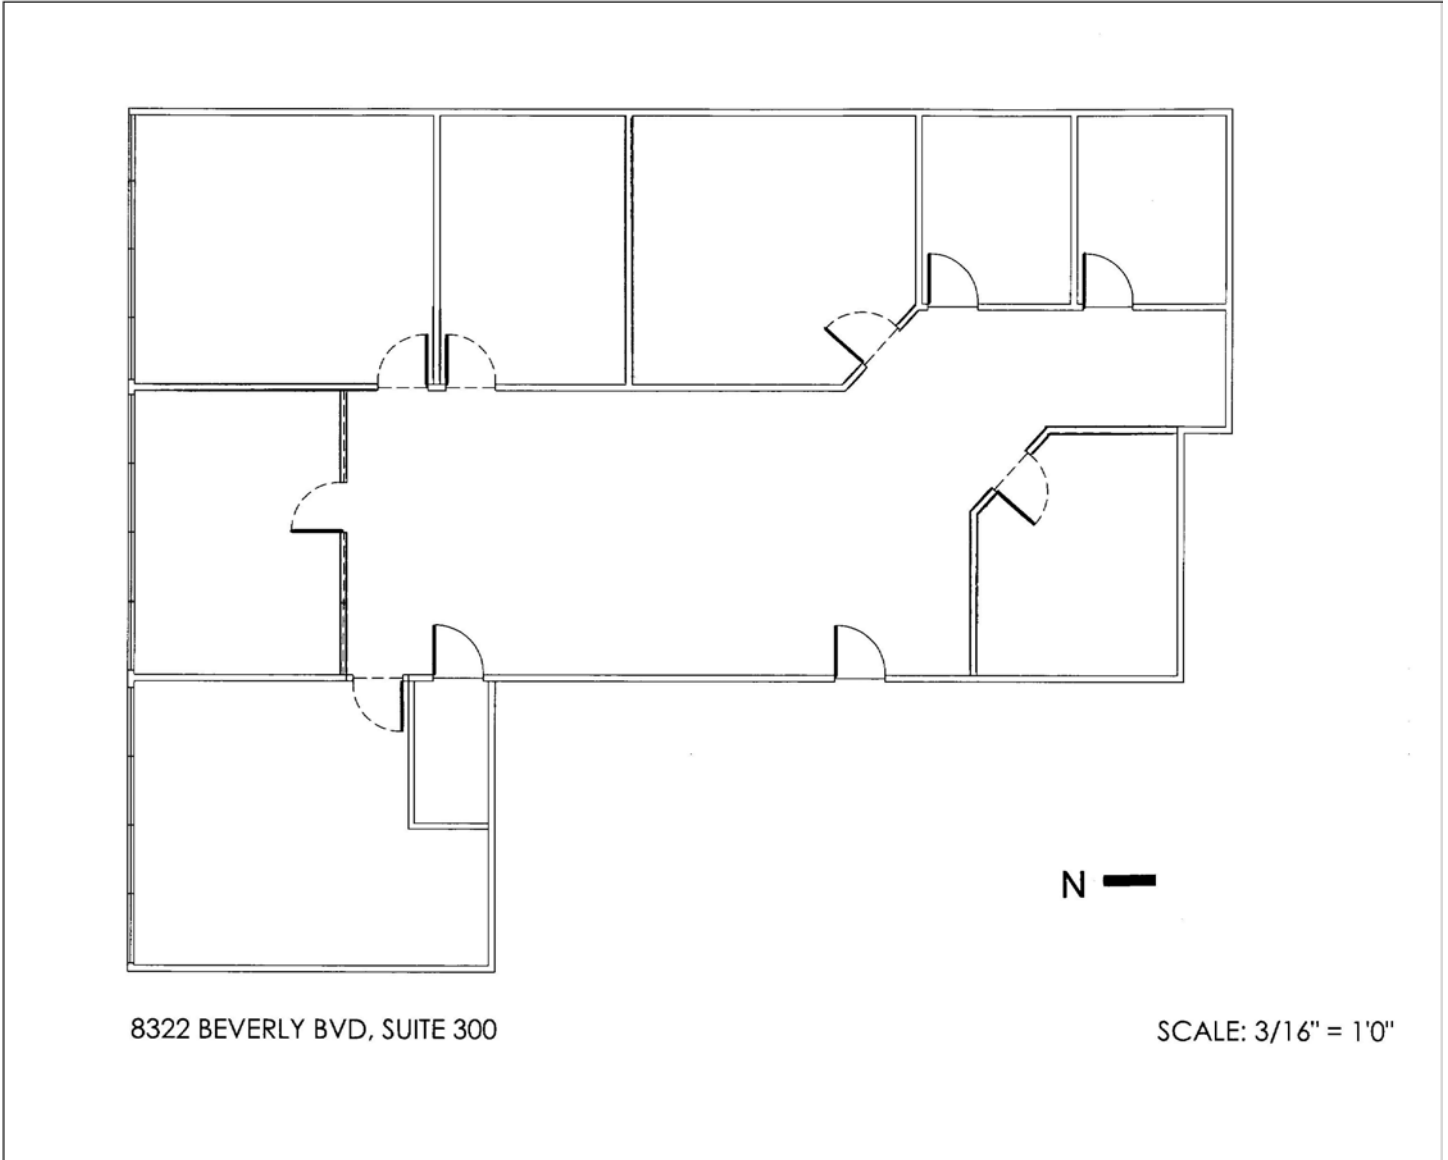 N
8322 BEVERLY BVD, SUITE 300
SCALE: 3/16" = 1'0"